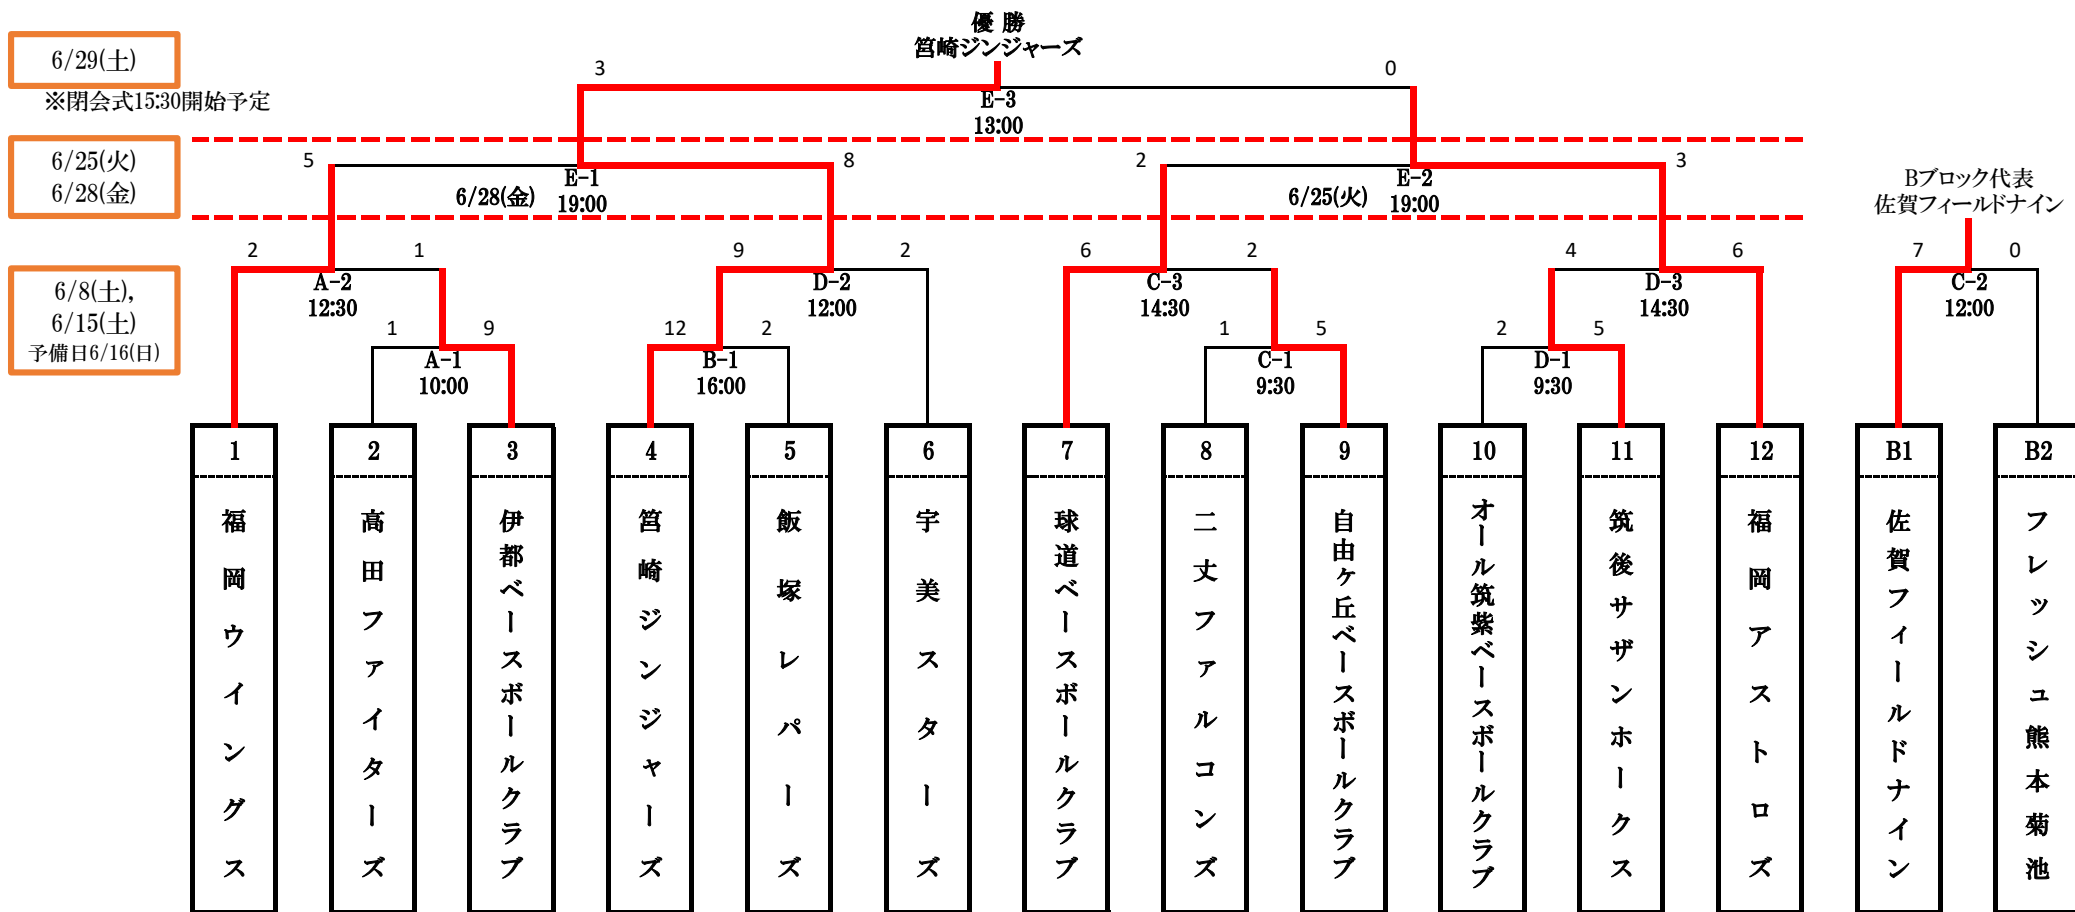 優 勝
筥崎ジンジャーズ
6/29(土)
※閉会式15:30開始予定
3
0
E-3
13:00
6/25(火)
6/28(金)
5
8
2
3
E-1
6/28(金) 19:00
E-2
6/25(火) 19:00
Bブロック代表
佐賀フィールドナイン
6/8(土),
6/15(土)
予備日6/16(日)
2
1
9
2
6
2
4
6
7
0
A-2
12:30
D-2
12:00
C-3
14:30
D-3
14:30
C-2
12:00
1
9
12
2
1
5
2
5
A-1
10:00
B-1
16:00
C-1
9:30
D-1
9:30
1
福岡ウイングス
2
高田ファイターズ
3
伊都ベースボールクラブ
4
筥崎ジンジャーズ
5
飯塚レパーズ
6
宇美スターズ
7
球道ベースボールクラブ
8
二丈ファルコンズ
9
自由ヶ丘ベースボールクラブ
10
オール筑紫ベースボールクラブ
11
筑後サザンホークス
12
福岡アストロズ
B1
佐賀フィールドナイン
B2
フレッシュ熊本菊池